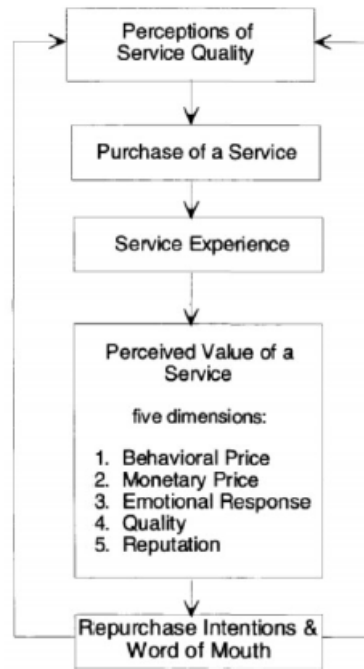 Perceptions of
Service Quality
Purchase of a Service
Service Experience
Perceived Value of a
Service
five dimensions:
1. Behavioral Price
2. Monetary Price
3. Emotional Response
4. Quality
5. Reputation
Repurchase Intentions &
Word of Mouth